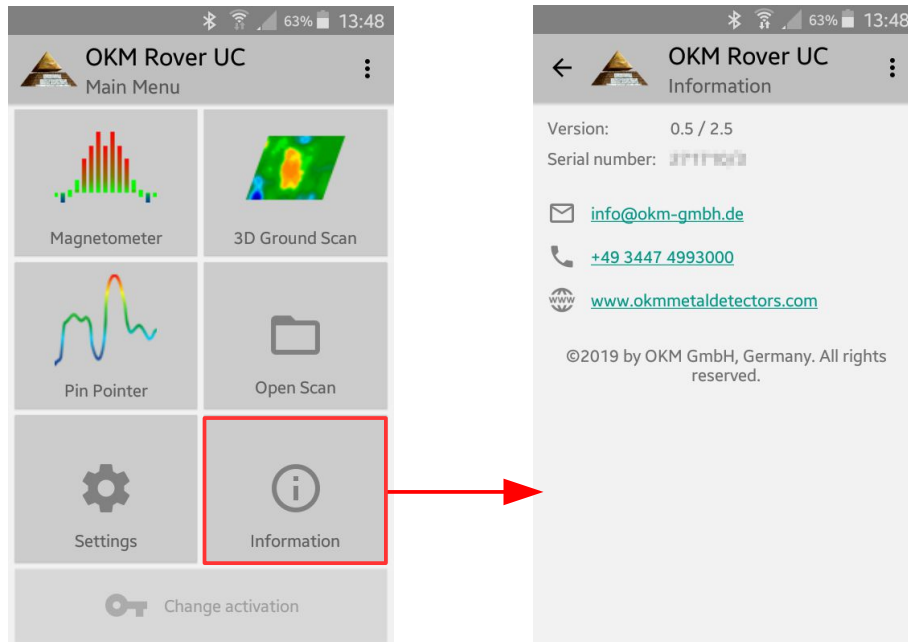 63% 13:48
OKM Rover UC
Main Menu
Magnetometer
3D Ground Scan
Pin Pointer
Open Scan
Settings
Information
Change activation
63% 13:48
OKM Rover UC
Information
Version: 0.5 / 2.5
Serial number:
info@okm-gmbh.de
+49 3447 4993000
www
www.okmmetaldetectors.com
©2019 by OKM GmbH, Germany. All rights
reserved.